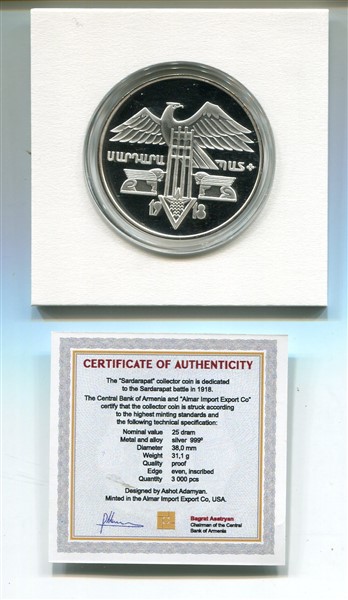 ՍԱՐԴԱՐԱ ՊԱՏ
1918
CERTIFICATE OF AUTHENTICITY
The "Sardarapat" collector coin is dedicated
to the Sardarapat battle in 1918.
The Central Bank of Armenia and "Almar Import Export Co"
certify that the collector coin is struck according
to the highest minting standards and
the following technical specification:
Nominal value 25 dram
Metal and alloy silver 999°
Diameter 38,0 mm
Weight 31,1 g
Quality proof
Edge even, inscribed
Quantity 3 000 pcs
Designed by Ashot Adamyan.
Minted in the Almar Import Export Co, USA.
Bagrat Asatryan
Chairman of the Central
Bank of Armenia